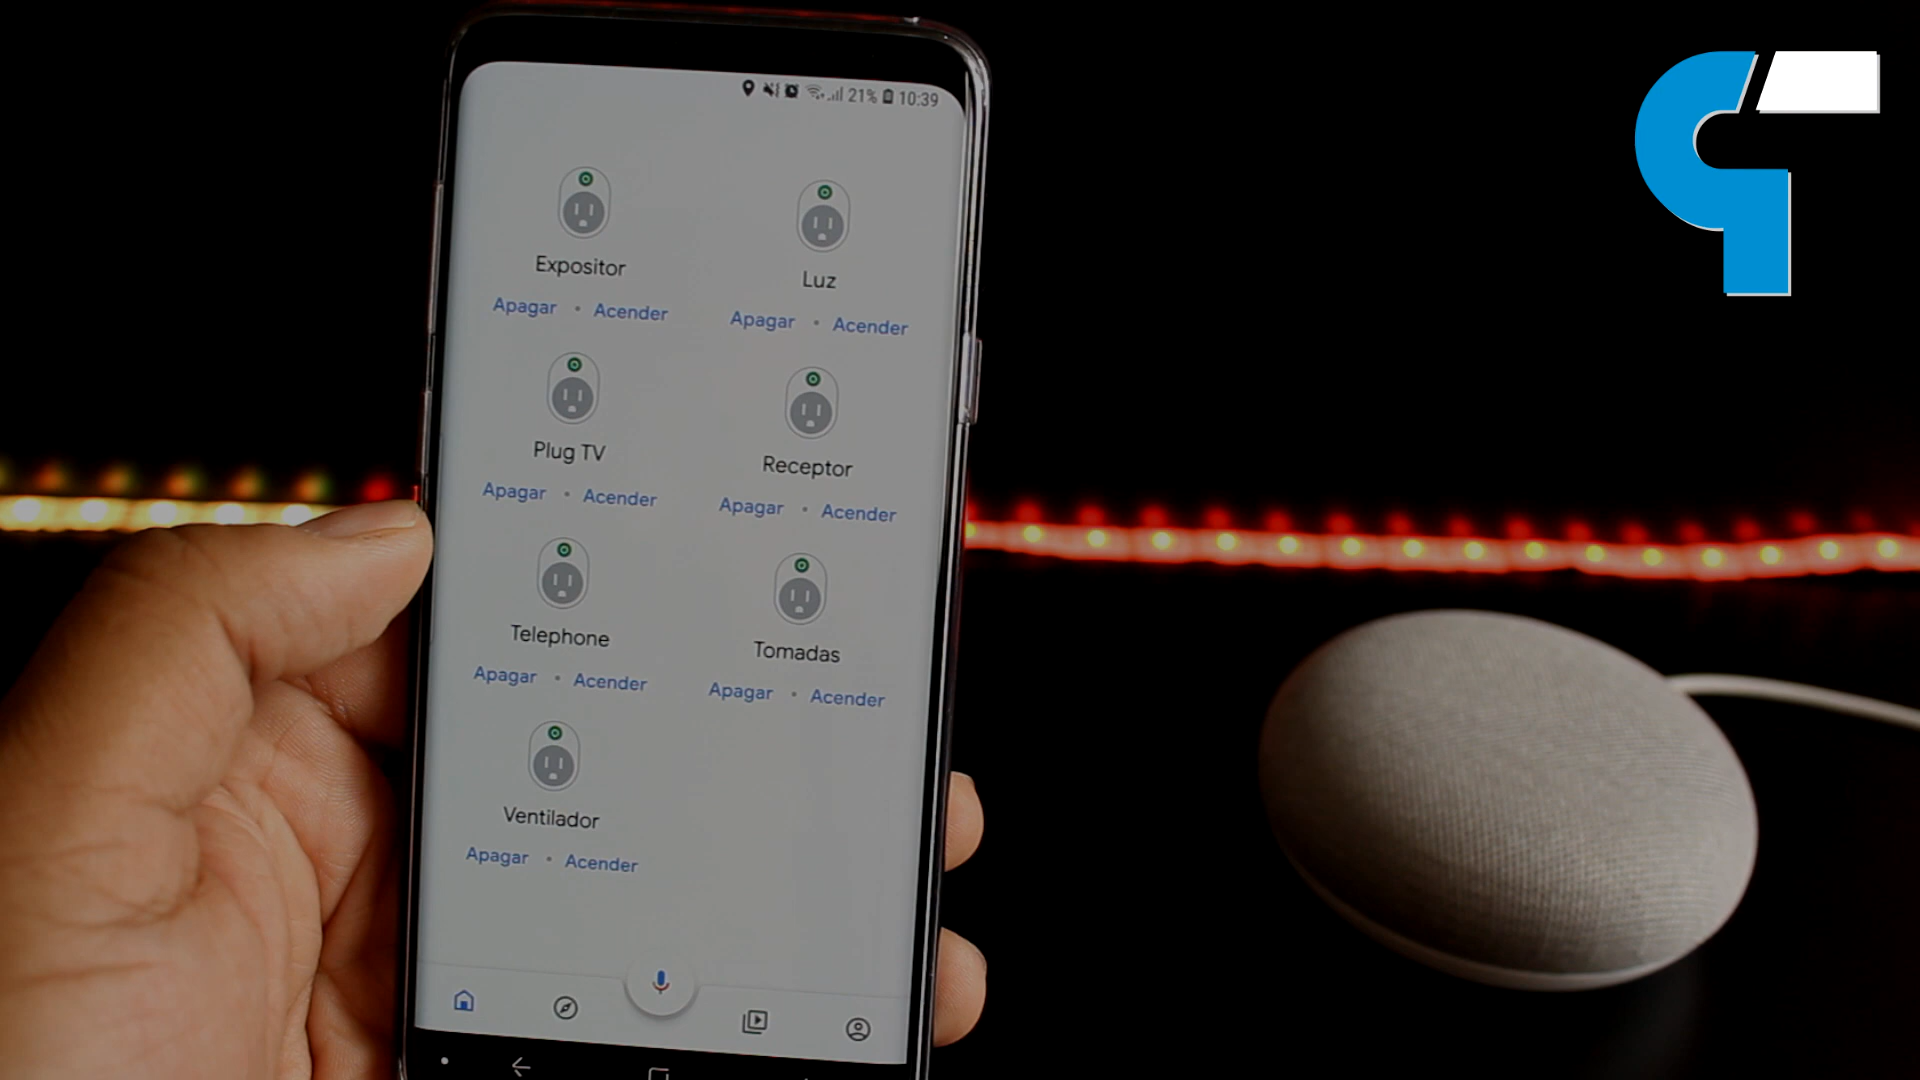 21% 10:39
Expositor
Apagar • Acender
Luz
Apagar • Acender
Plug TV
Apagar • Acender
Receptor
Apagar • Acender
Telephone
Apagar • Acender
Tomadas
Apagar • Acender
Ventilador
Apagar • Acender